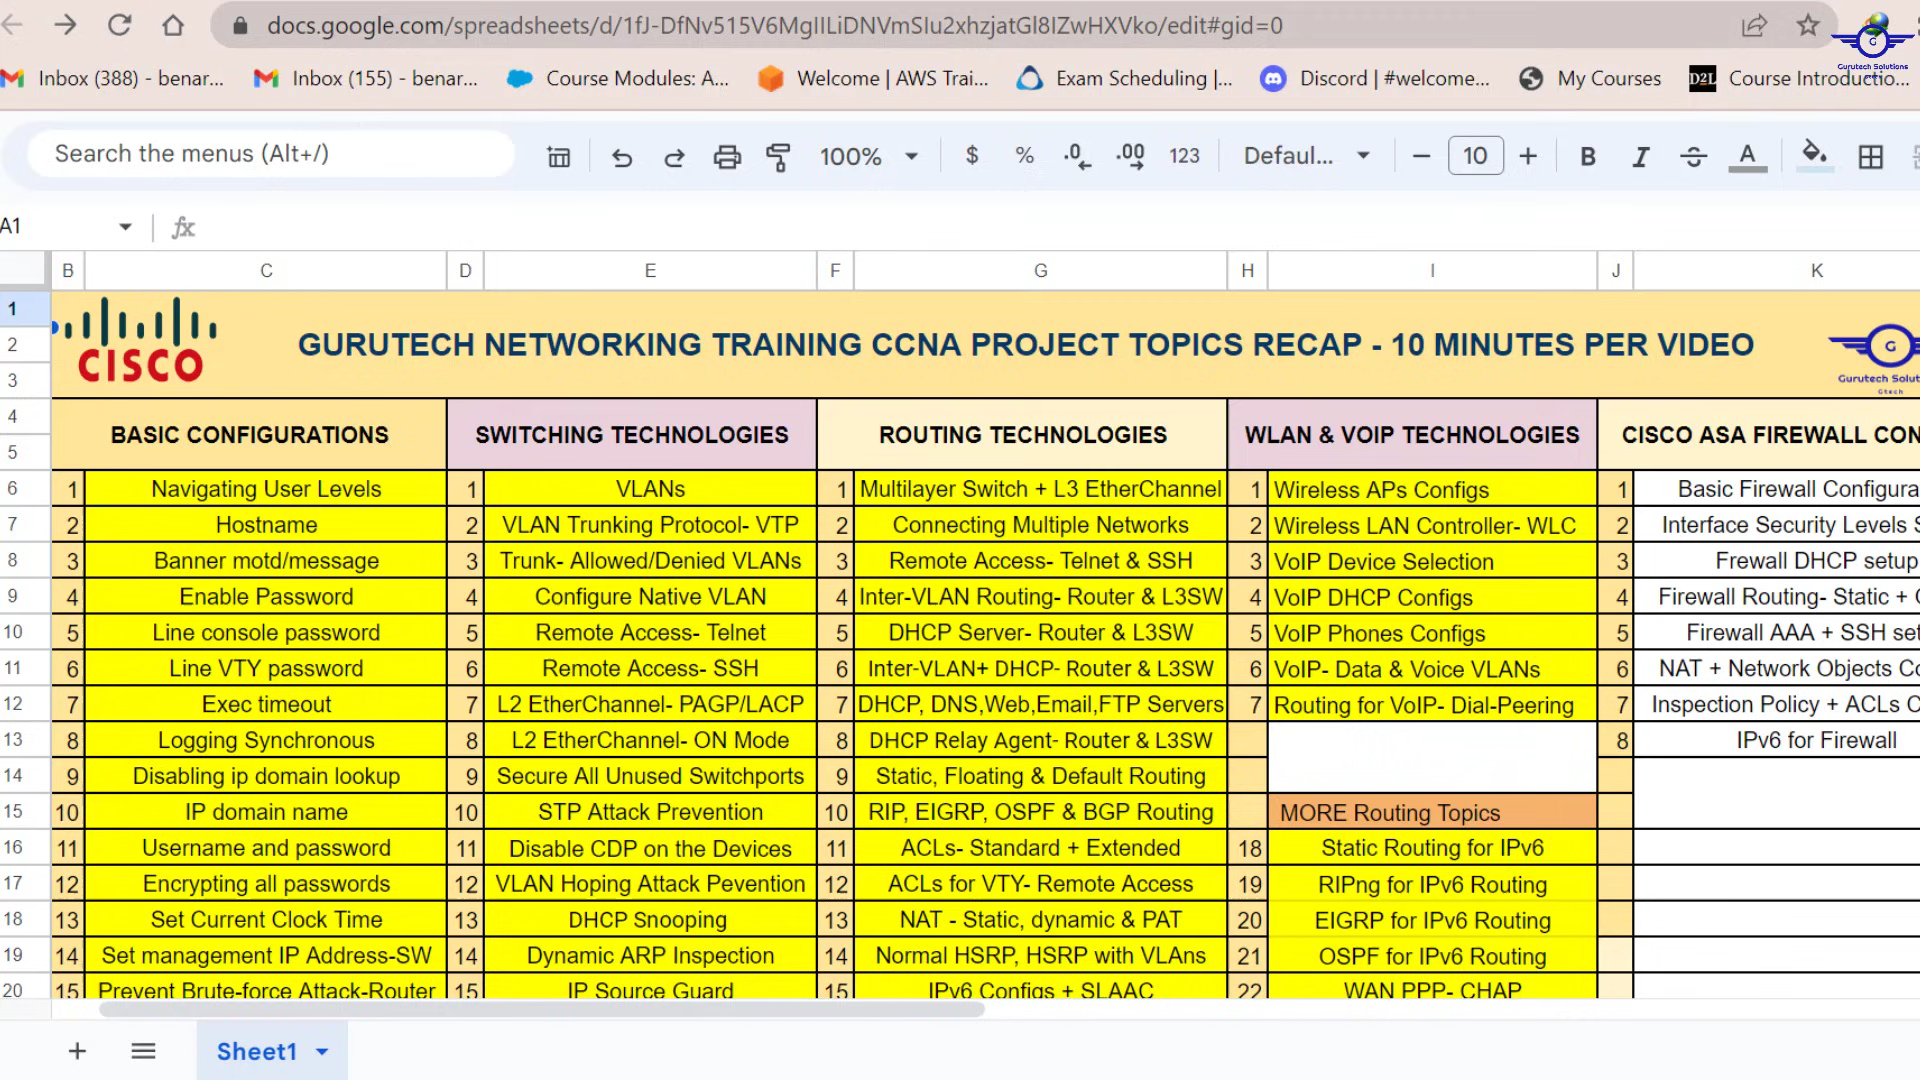 docs.google.com/spreadsheets/d/1fJ-DfNv515V6MgIILiDNVmSIu2xhzjatGl8IZwHXVko/edit#gid=0
Gurutech Solutions
Inbox (388) - benar... Inbox (155) - benar... Course Modules: A... Welcome | AWS Trai... Exam Scheduling |... Discord | #welcome... My Courses D2L Course Introductio...
Search the menus (Alt+/) 100% $ % .0 .00 123 Defaul... − 10 + B I S A
A1 fx
B C D E F G H I J K
1
2
3
CISCO GURUTECH NETWORKING TRAINING CCNA PROJECT TOPICS RECAP - 10 MINUTES PER VIDEO G
Gurutech Solut
Gtech
4
5
BASIC CONFIGURATIONS SWITCHING TECHNOLOGIES ROUTING TECHNOLOGIES WLAN & VOIP TECHNOLOGIES CISCO ASA FIREWALL CON
6 1 Navigating User Levels 1 VLANs 1 Multilayer Switch + L3 EtherChannel 1 Wireless APs Configs 1 Basic Firewall Configura
7 2 Hostname 2 VLAN Trunking Protocol- VTP 2 Connecting Multiple Networks 2 Wireless LAN Controller- WLC 2 Interface Security Levels S
8 3 Banner motd/message 3 Trunk- Allowed/Denied VLANs 3 Remote Access- Telnet & SSH 3 VoIP Device Selection 3 Frewall DHCP setup
9 4 Enable Password 4 Configure Native VLAN 4 Inter-VLAN Routing- Router & L3SW 4 VoIP DHCP Configs 4 Firewall Routing- Static +
10 5 Line console password 5 Remote Access- Telnet 5 DHCP Server- Router & L3SW 5 VoIP Phones Configs 5 Firewall AAA + SSH set
11 6 Line VTY password 6 Remote Access- SSH 6 Inter-VLAN+ DHCP- Router & L3SW 6 VoIP- Data & Voice VLANs 6 NAT + Network Objects Co
12 7 Exec timeout 7 L2 EtherChannel- PAGP/LACP 7 DHCP, DNS,Web,Email,FTP Servers 7 Routing for VoIP- Dial-Peering 7 Inspection Policy + ACLs C
13 8 Logging Synchronous 8 L2 EtherChannel- ON Mode 8 DHCP Relay Agent- Router & L3SW 8 IPv6 for Firewall
14 9 Disabling ip domain lookup 9 Secure All Unused Switchports 9 Static, Floating & Default Routing
15 10 IP domain name 10 STP Attack Prevention 10 RIP, EIGRP, OSPF & BGP Routing MORE Routing Topics
16 11 Username and password 11 Disable CDP on the Devices 11 ACLs- Standard + Extended 18 Static Routing for IPv6
17 12 Encrypting all passwords 12 VLAN Hoping Attack Pevention 12 ACLs for VTY- Remote Access 19 RIPng for IPv6 Routing
18 13 Set Current Clock Time 13 DHCP Snooping 13 NAT - Static, dynamic & PAT 20 EIGRP for IPv6 Routing
19 14 Set management IP Address-SW 14 Dynamic ARP Inspection 14 Normal HSRP, HSRP with VLAns 21 OSPF for IPv6 Routing
20 15 Prevent Brute-force Attack-Router 15 IP Source Guard 15 IPv6 Configs + SLAAC 22 WAN PPP- CHAP
Sheet1